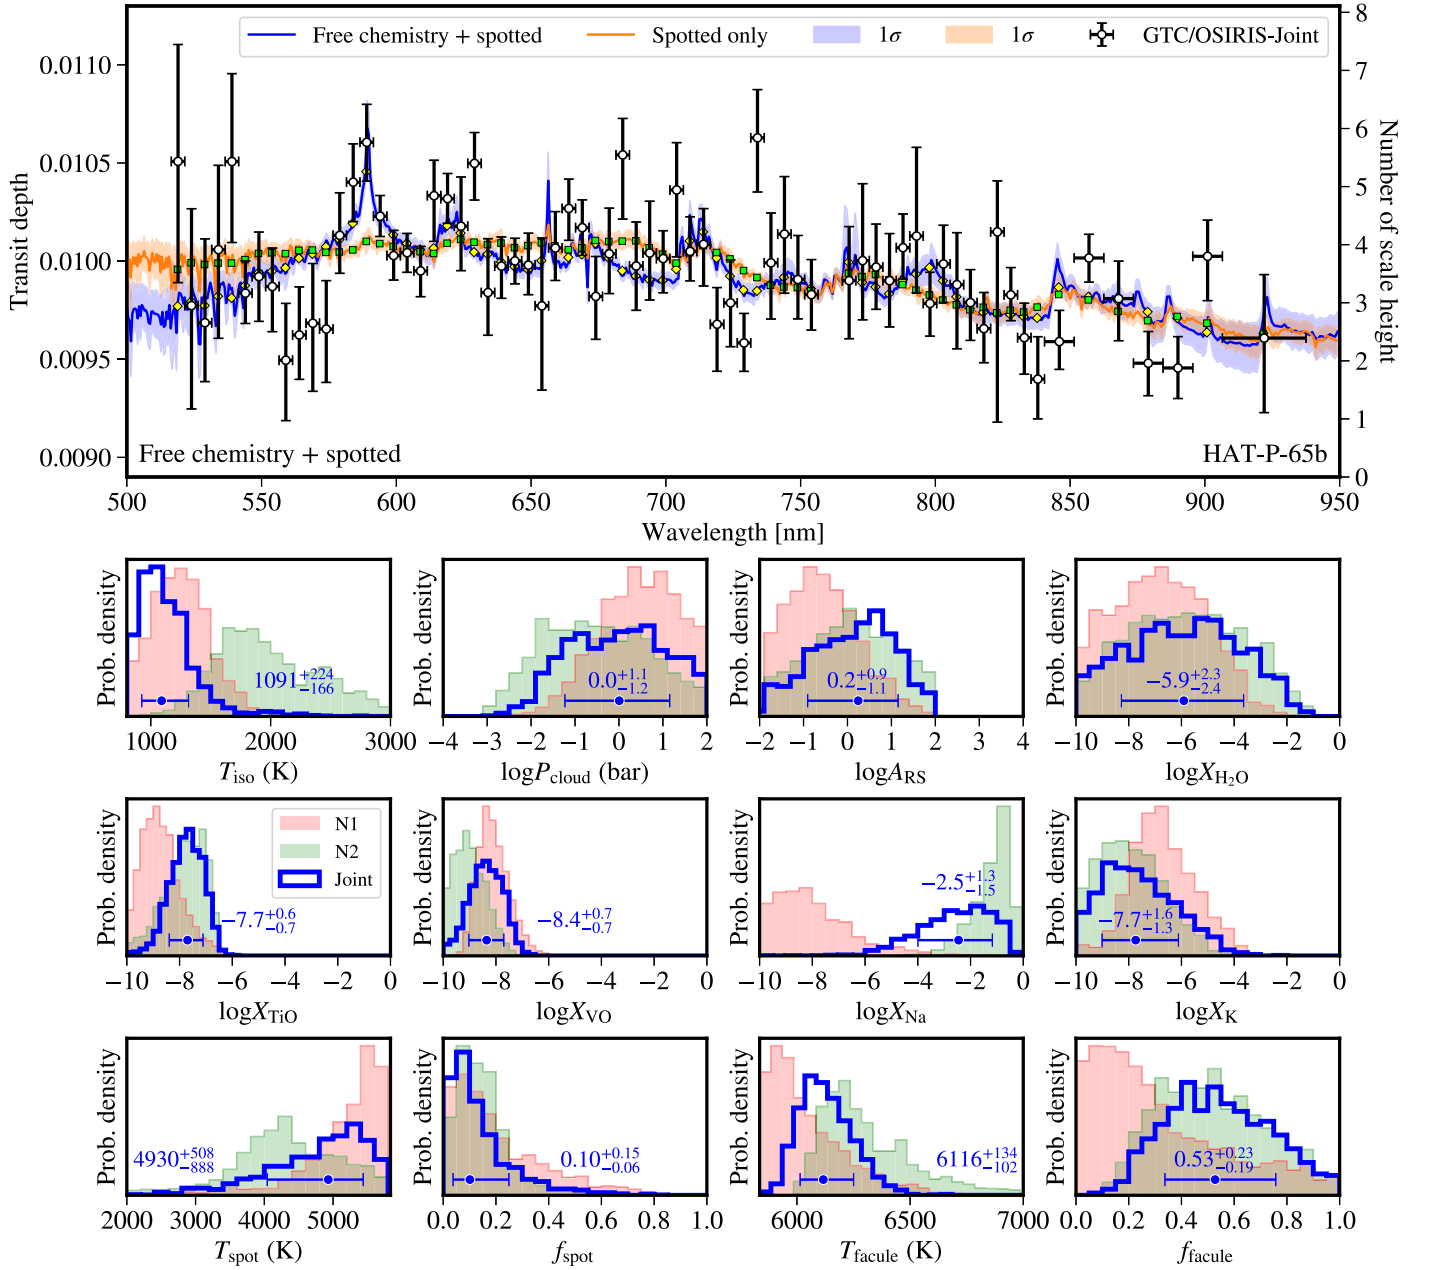 Free chemistry + spotted
Spotted only
1σ
1σ
GTC/OSIRIS-Joint
0.0110
0.0105
0.0100
0.0095
0.0090
Transit depth
8
7
6
5
4
3
2
1
0
Number of scale height
Free chemistry + spotted
HAT-P-65b
500 550 600 650 700 750 800 850 900 950
Wavelength [nm]
Prob. density
1091+224−166
1000 2000 3000
T_iso (K)
Prob. density
0.0+1.1−1.2
−4 −3 −2 −1 0 1 2
logP_cloud (bar)
Prob. density
0.2+0.9−1.1
−2 0 2 4
logA_RS
Prob. density
−5.9+2.3−2.4
−10 −8 −6 −4 −2 0
logX_H₂O
Prob. density
N1
N2
Joint
−7.7+0.6−0.7
−10 −8 −6 −4 −2 0
logX_TiO
Prob. density
−8.4+0.7−0.7
−10 −8 −6 −4 −2 0
logX_VO
Prob. density
−2.5+1.3−1.5
−10 −8 −6 −4 −2 0
logX_Na
Prob. density
−7.7+1.6−1.3
−10 −8 −6 −4 −2 0
logX_K
Prob. density
4930+508−888
2000 3000 4000 5000
T_spot (K)
Prob. density
0.10+0.15−0.06
0.0 0.2 0.4 0.6 0.8 1.0
f_spot
Prob. density
6116+134−102
6000 6500 7000
T_facule (K)
Prob. density
0.53+0.23−0.19
0.0 0.2 0.4 0.6 0.8 1.0
f_facule